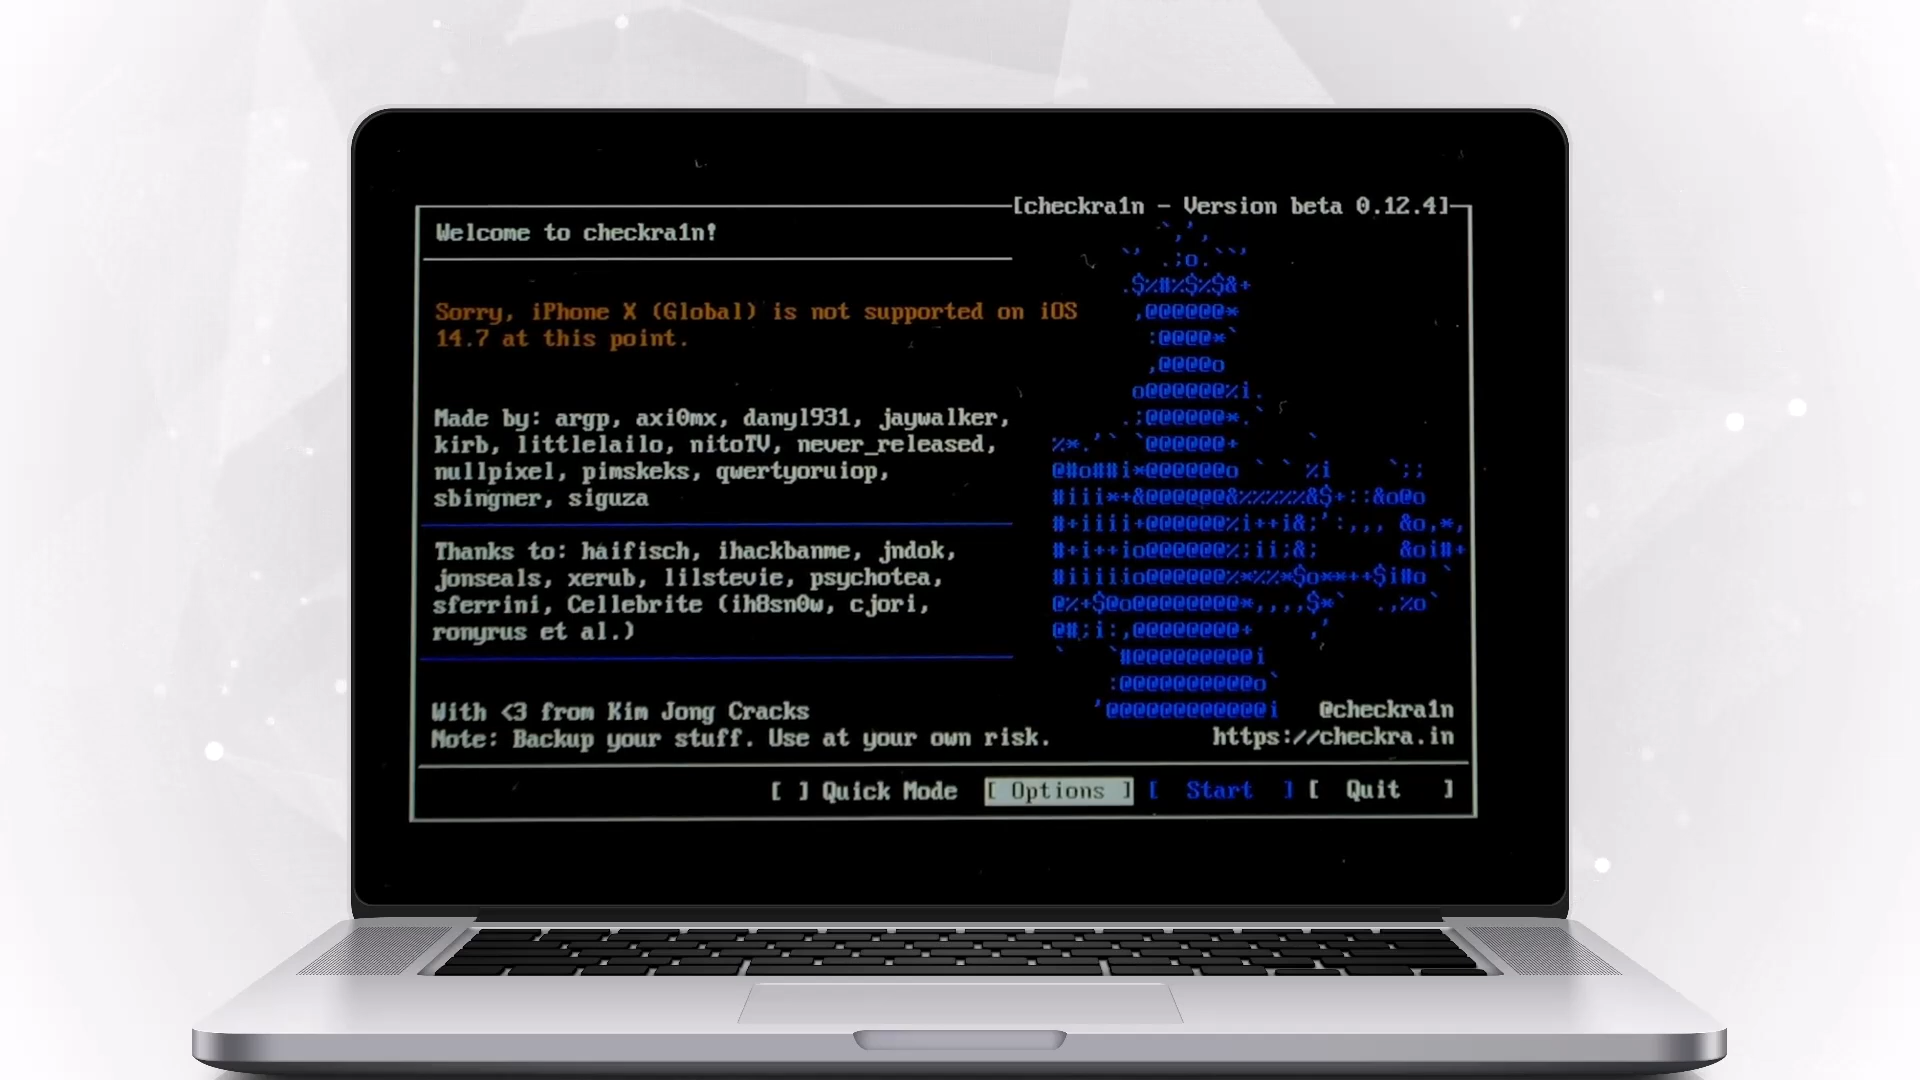 [checkra1n - Version beta 0.12.4]
Welcome to checkra1n!
Sorry, iPhone X (Global) is not supported on iOS
14.7 at this point.
Made by: argp, axi0mx, danyl931, jaywalker,
kirb, littlelailo, nitoTV, never_released,
nullpixel, pimskeks, qwertyoruiop,
sbingner, siguza
Thanks to: haifisch, ihackbanme, jndok,
jonseals, xerub, lilstevie, psychotea,
sferrini, Cellebrite (ih8sn0w, cjori,
ronyrus et al.)
With <3 from Kim Jong Cracks
Note: Backup your stuff. Use at your own risk.
@checkra1n
https://checkra.in
[ ] Quick Mode [ Options ] [ Start ] [ Quit ]